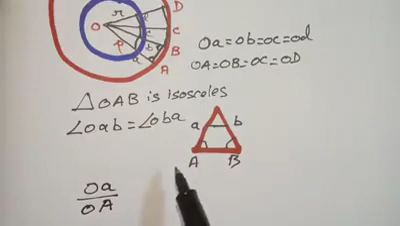 D
r
O
C
R
B
A
Oa=Ob=Oc=Od
OA=OB=OC=OD
△OAB is isosceles
∠oab=∠oba
a b
A B
Oa
OA